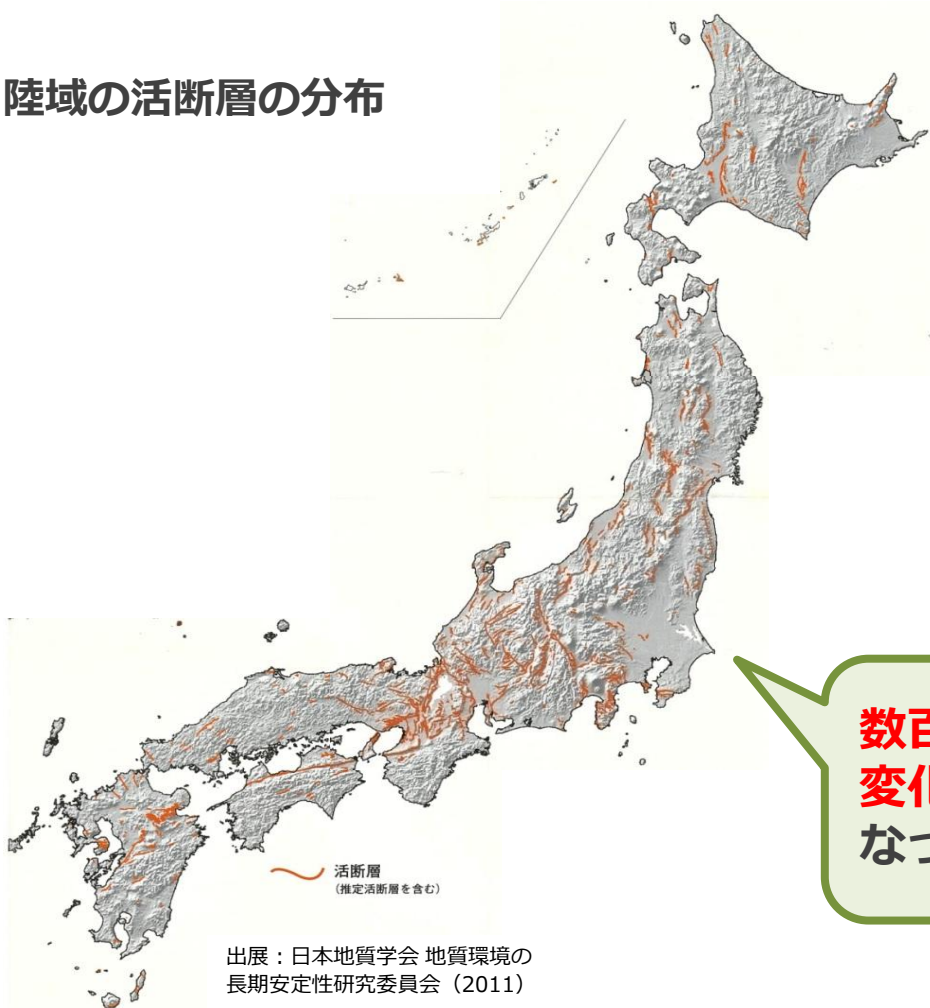 陸域の活断層の分布
数百
変化
なっ
活断層
(推定活断層を含む)
出展:日本地質学会 地質環境の
長期安定性研究委員会(2011)